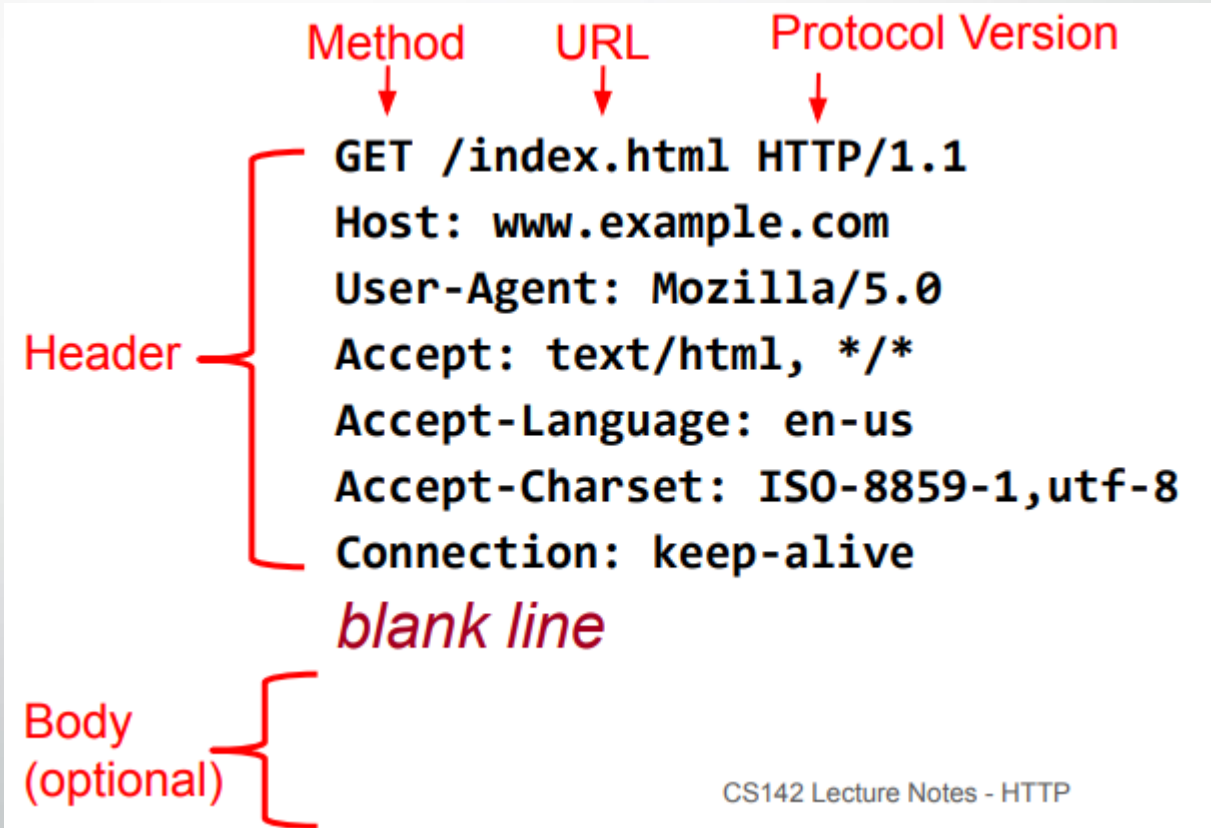 Method URL Protocol Version
GET /index.html HTTP/1.1
Host: www.example.com
User-Agent: Mozilla/5.0
Header
Accept: text/html, */*
Accept-Language: en-us
Accept-Charset: ISO-8859-1,utf-8
Connection: keep-alive
blank line
Body
(optional)
CS142 Lecture Notes - HTTP